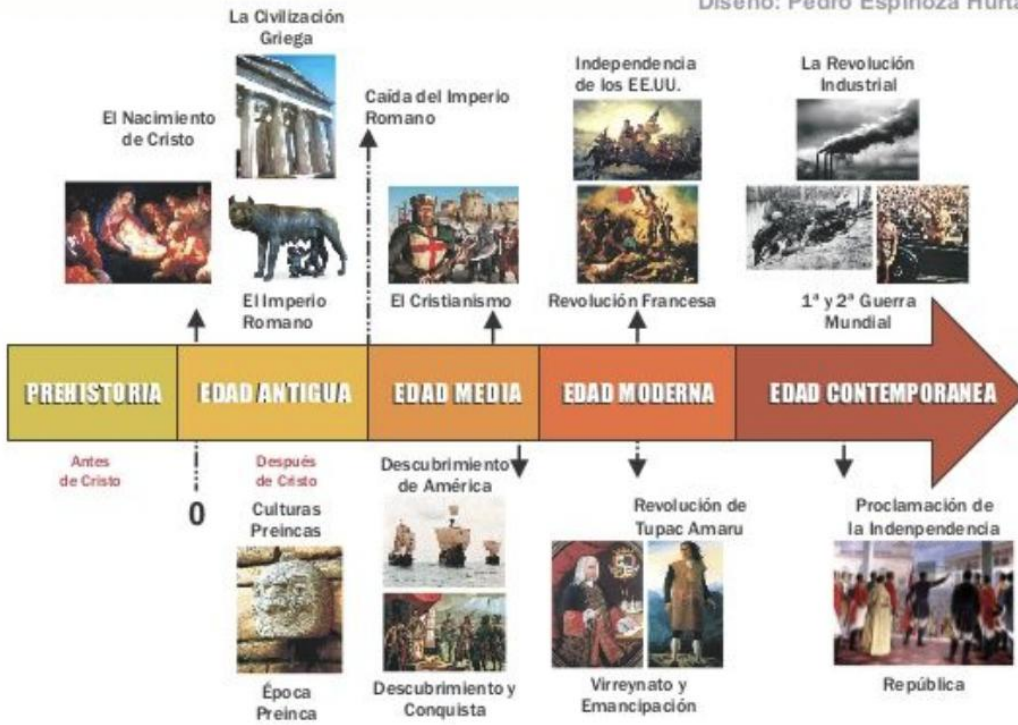 Diseño: Pedro Espinoza Hurta
La Civilización
Griega
El Nacimiento
de Cristo
Caída del Imperio
Romano
Independencia
de los EE.UU.
La Revolución
Industrial
El Imperio
Romano
El Cristianismo
Revolución Francesa
1ª y 2ª Guerra
Mundial
PREHISTORIA
EDAD ANTIGUA
EDAD MEDIA
EDAD MODERNA
EDAD CONTEMPORANEA
Antes
de Cristo
0
Después
de Cristo
Culturas
Preincas
Descubrimiento
de América
Revolución de
Tupac Amaru
Proclamación de
la Indenpendencia
Época
Preinca
Descubrimiento y
Conquista
Virreynato y
Emancipación
República